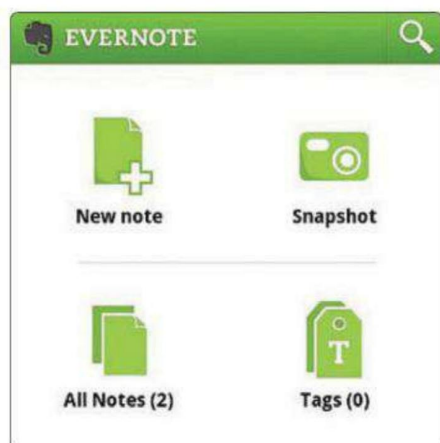 EVERNOTE
New note
Snapshot
All Notes (2)
T
Tags (0)